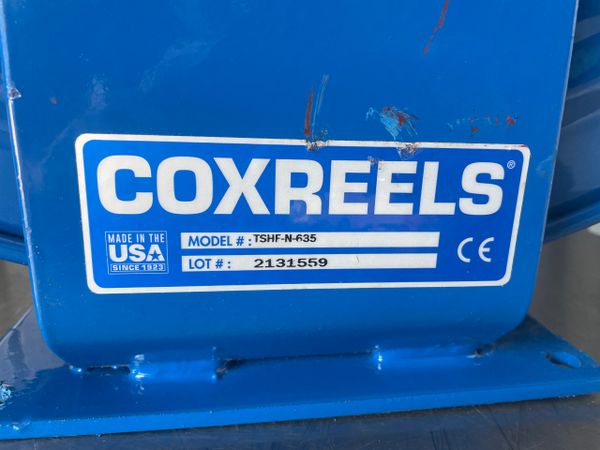 COXREELS®
MADE IN THE
USA
SINCE 1923
MODEL # : TSHF-N-635
LOT # : 2131559
CE